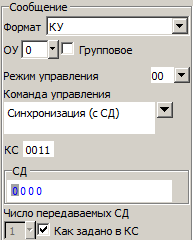 Сообщение
Формат КУ
ОУ 0 Групповое
Режим управления
00
Команда управления
Синхронизация (с СД)
КС 0011
СД
0000
Число передаваемых СД
1 Как задано в КС